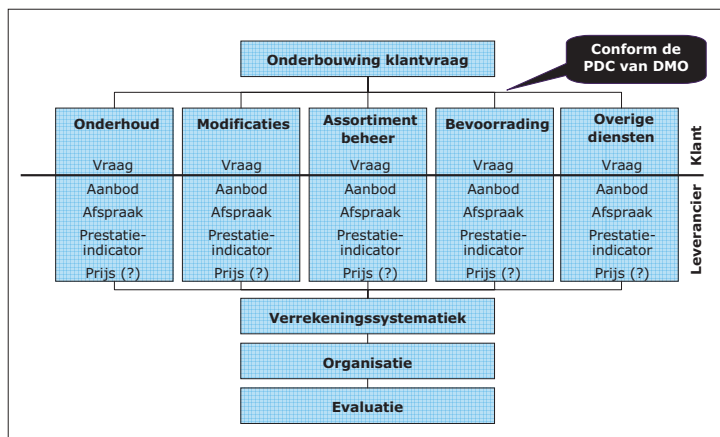 Onderbouwing klantvraag
Conform de
PDC van DMO
Onderhoud
Vraag
Aanbod
Afspraak
Prestatie-
indicator
Prijs (?)
Modificaties
Vraag
Aanbod
Afspraak
Prestatie-
indicator
Prijs (?)
Assortiment
beheer
Vraag
Aanbod
Afspraak
Prestatie-
indicator
Prijs (?)
Bevoorrading
Vraag
Aanbod
Afspraak
Prestatie-
indicator
Prijs (?)
Overige
diensten
Vraag
Aanbod
Afspraak
Prestatie-
indicator
Prijs (?)
Klant
Leverancier
Verrekeningssystematiek
Organisatie
Evaluatie